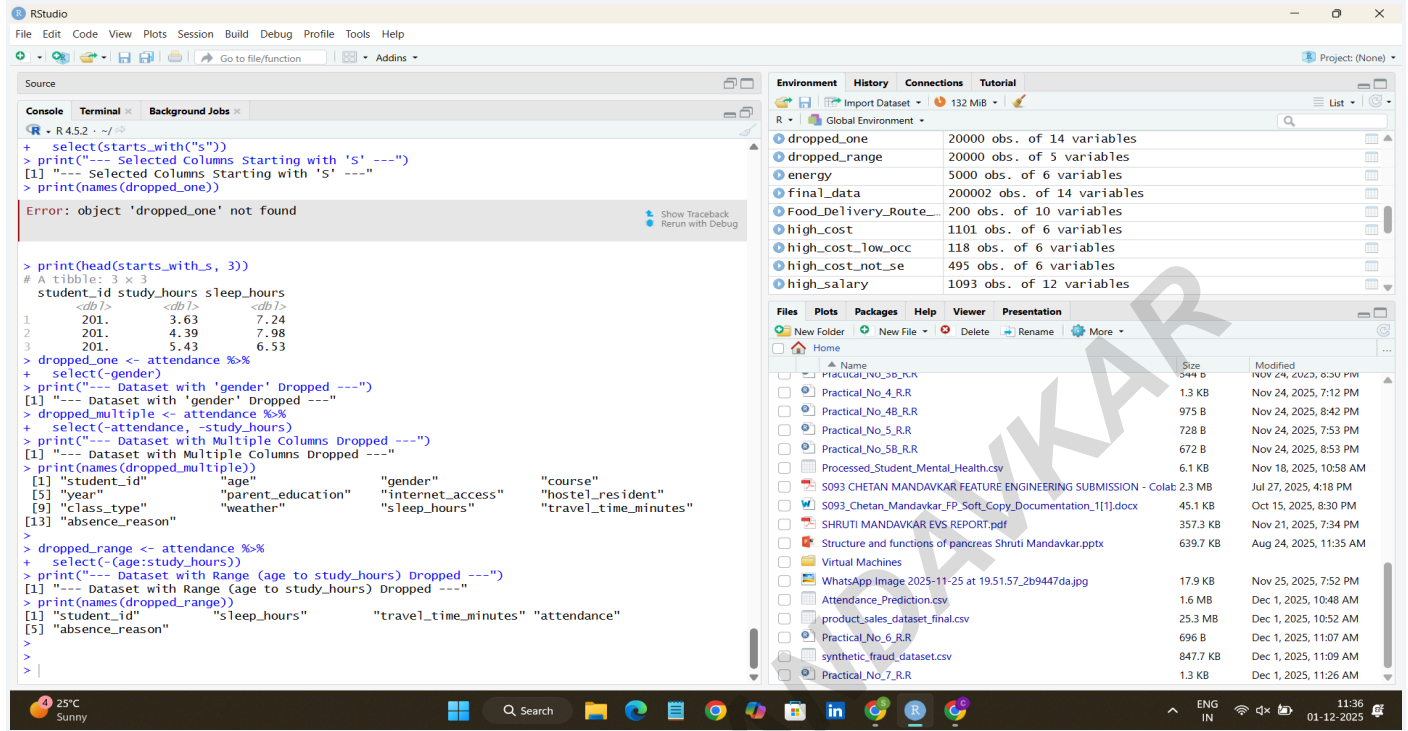 RStudio
File Edit Code View Plots Session Build Debug Profile Tools Help
Go to file/function Addins Project: (None)
Source
Console Terminal Background Jobs
R 4.5.2 · ~/
+   select(starts_with("s"))
> print("--- Selected Columns Starting with 'S' ---")
[1] "--- Selected Columns Starting with 'S' ---"
> print(names(dropped_one))
Error: object 'dropped_one' not found
Show Traceback
Rerun with Debug
> print(head(starts_with_s, 3))
# A tibble: 3 × 3
  student_id study_hours sleep_hours
       <dbl>       <dbl>       <dbl>
1       201.        3.63        7.24
2       201.        4.39        7.98
3       201.        5.43        6.53
> dropped_one <- attendance %>%
+   select(-gender)
> print("--- Dataset with 'gender' Dropped ---")
[1] "--- Dataset with 'gender' Dropped ---"
> dropped_multiple <- attendance %>%
+   select(-attendance, -study_hours)
> print("--- Dataset with Multiple Columns Dropped ---")
[1] "--- Dataset with Multiple Columns Dropped ---"
> print(names(dropped_multiple))
 [1] "student_id" "age" "gender" "course"
 [5] "year" "parent_education" "internet_access" "hostel_resident"
 [9] "class_type" "weather" "sleep_hours" "travel_time_minutes"
[13] "absence_reason"
>
> dropped_range <- attendance %>%
+   select(-(age:study_hours))
> print("--- Dataset with Range (age to study_hours) Dropped ---")
[1] "--- Dataset with Range (age to study_hours) Dropped ---"
> print(names(dropped_range))
[1] "student_id" "sleep_hours" "travel_time_minutes" "attendance"
[5] "absence_reason"
>
>
>
Environment History Connections Tutorial
Import Dataset 132 MiB List
R Global Environment
dropped_one 20000 obs. of 14 variables
dropped_range 20000 obs. of 5 variables
energy 5000 obs. of 6 variables
final_data 200002 obs. of 14 variables
Food_Delivery_Route_… 200 obs. of 10 variables
high_cost 1101 obs. of 6 variables
high_cost_low_occ 118 obs. of 6 variables
high_cost_not_se 495 obs. of 6 variables
high_salary 1093 obs. of 12 variables
Files Plots Packages Help Viewer Presentation
New Folder New File Delete Rename More
Home ...
Name Size Modified
Practical_No_3B_R.R 544 B Nov 24, 2025, 8:30 PM
Practical_No_4_R.R 1.3 KB Nov 24, 2025, 7:12 PM
Practical_No_4B_R.R 975 B Nov 24, 2025, 8:42 PM
Practical_No_5_R.R 728 B Nov 24, 2025, 7:53 PM
Practical_No_5B_R.R 672 B Nov 24, 2025, 8:53 PM
Processed_Student_Mental_Health.csv 6.1 KB Nov 18, 2025, 10:58 AM
S093 CHETAN MANDAVKAR FEATURE ENGINEERING SUBMISSION - Colab 2.3 MB Jul 27, 2025, 4:18 PM
S093_Chetan_Mandavkar_FP_Soft_Copy_Documentation_1[1].docx 45.1 KB Oct 15, 2025, 8:30 PM
SHRUTI MANDAVKAR EVS REPORT.pdf 357.3 KB Nov 21, 2025, 7:34 PM
Structure and functions of pancreas Shruti Mandavkar.pptx 639.7 KB Aug 24, 2025, 11:35 AM
Virtual Machines
WhatsApp Image 2025-11-25 at 19.51.57_2b9447da.jpg 17.9 KB Nov 25, 2025, 7:52 PM
Attendance_Prediction.csv 1.6 MB Dec 1, 2025, 10:48 AM
product_sales_dataset_final.csv 25.3 MB Dec 1, 2025, 10:52 AM
Practical_No_6_R.R 696 B Dec 1, 2025, 11:07 AM
synthetic_fraud_dataset.csv 847.7 KB Dec 1, 2025, 11:09 AM
Practical_No_7_R.R 1.3 KB Dec 1, 2025, 11:26 AM
NDAVKAR
4 25°C
Sunny
Search
ENG
IN
11:36
01-12-2025